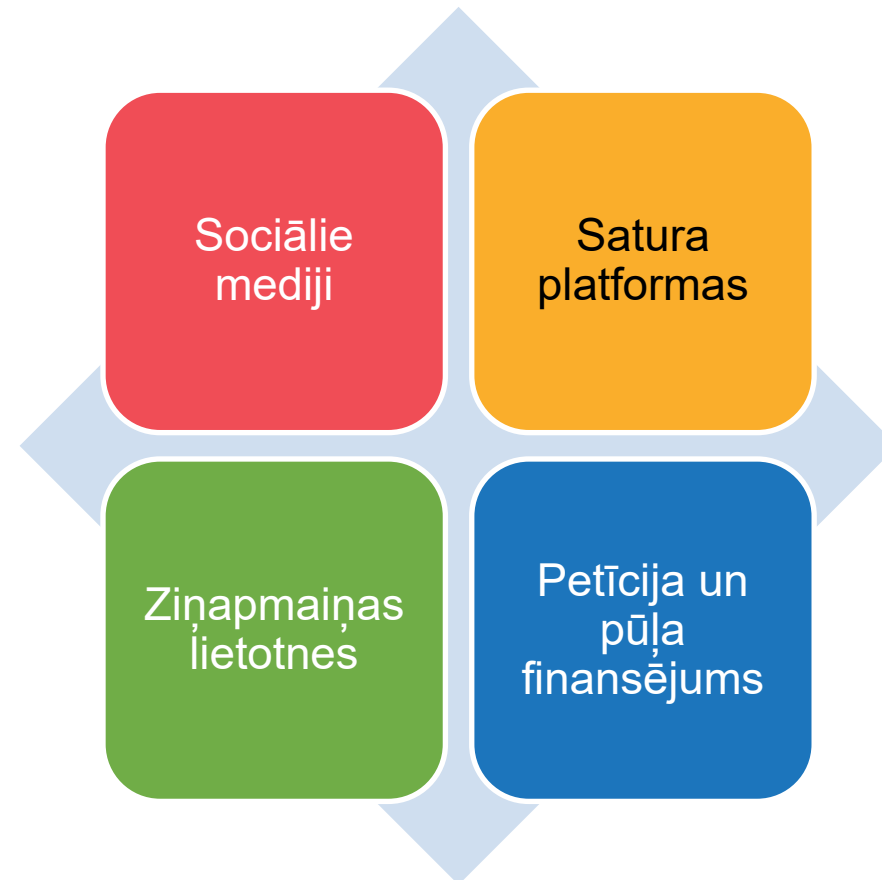 Sociālie
mediji
Satura
platformas
Ziņapmaiņas
lietotnes
Petīcija un
pūļa
finansējums